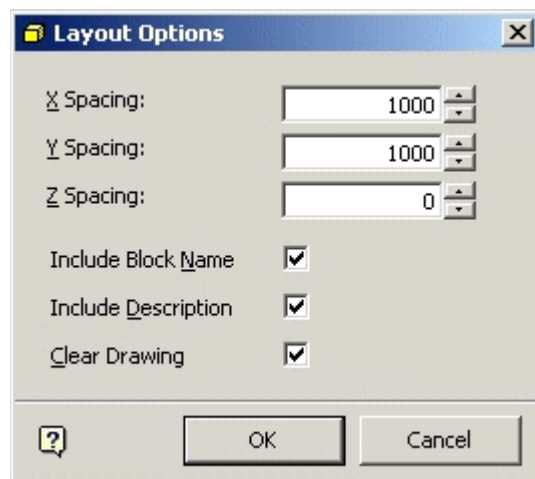 Layout Options
X Spacing: 1000
Y Spacing: 1000
Z Spacing: 0
Include Block Name
Include Description
Clear Drawing
? OK Cancel